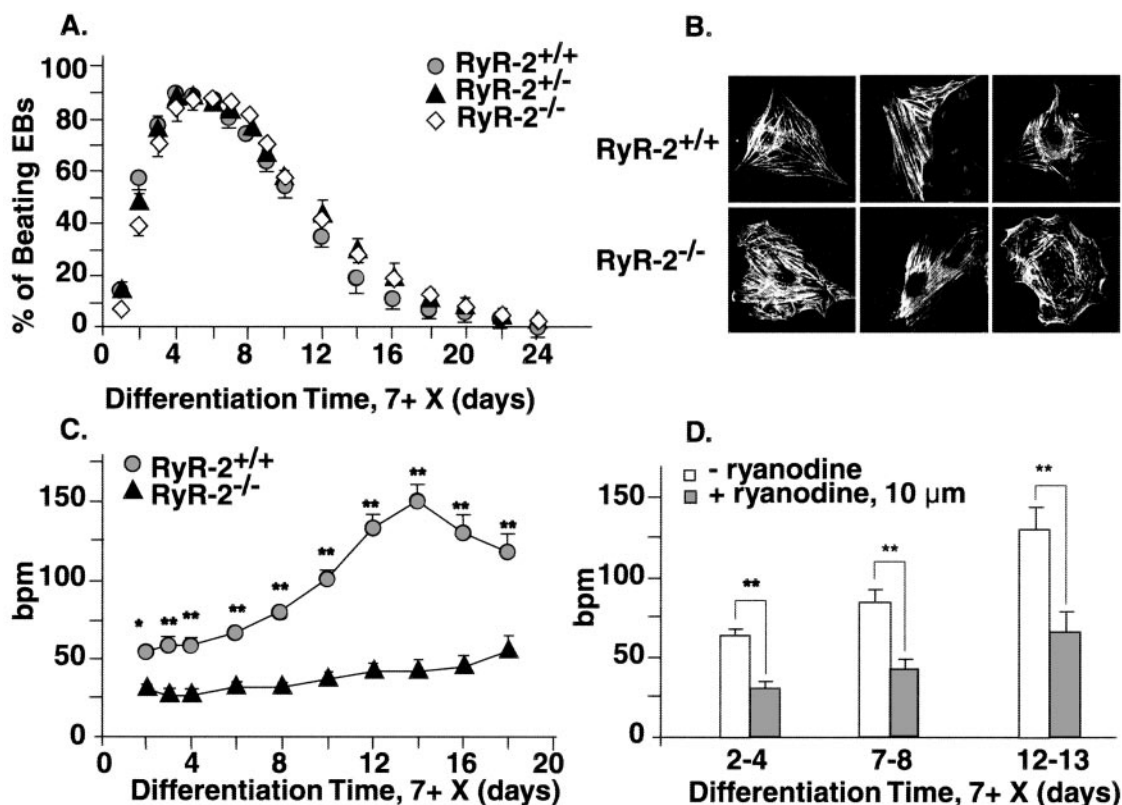 A.
100
80
60
40
20
0
% of Beating EBs
RyR-2+/+
RyR-2+/-
RyR-2-/-
0 4 8 12 16 20 24
Differentiation Time, 7+ X (days)
B.
RyR-2+/+
RyR-2-/-
C.
RyR-2+/+
RyR-2-/-
150
100
50
0
bpm
* ** ** ** ** ** ** ** ** **
0 4 8 12 16 20
Differentiation Time, 7+ X (days)
D.
- ryanodine
+ ryanodine, 10 µm
150
100
50
0
bpm
** ** **
2-4 7-8 12-13
Differentiation Time, 7+ X (days)